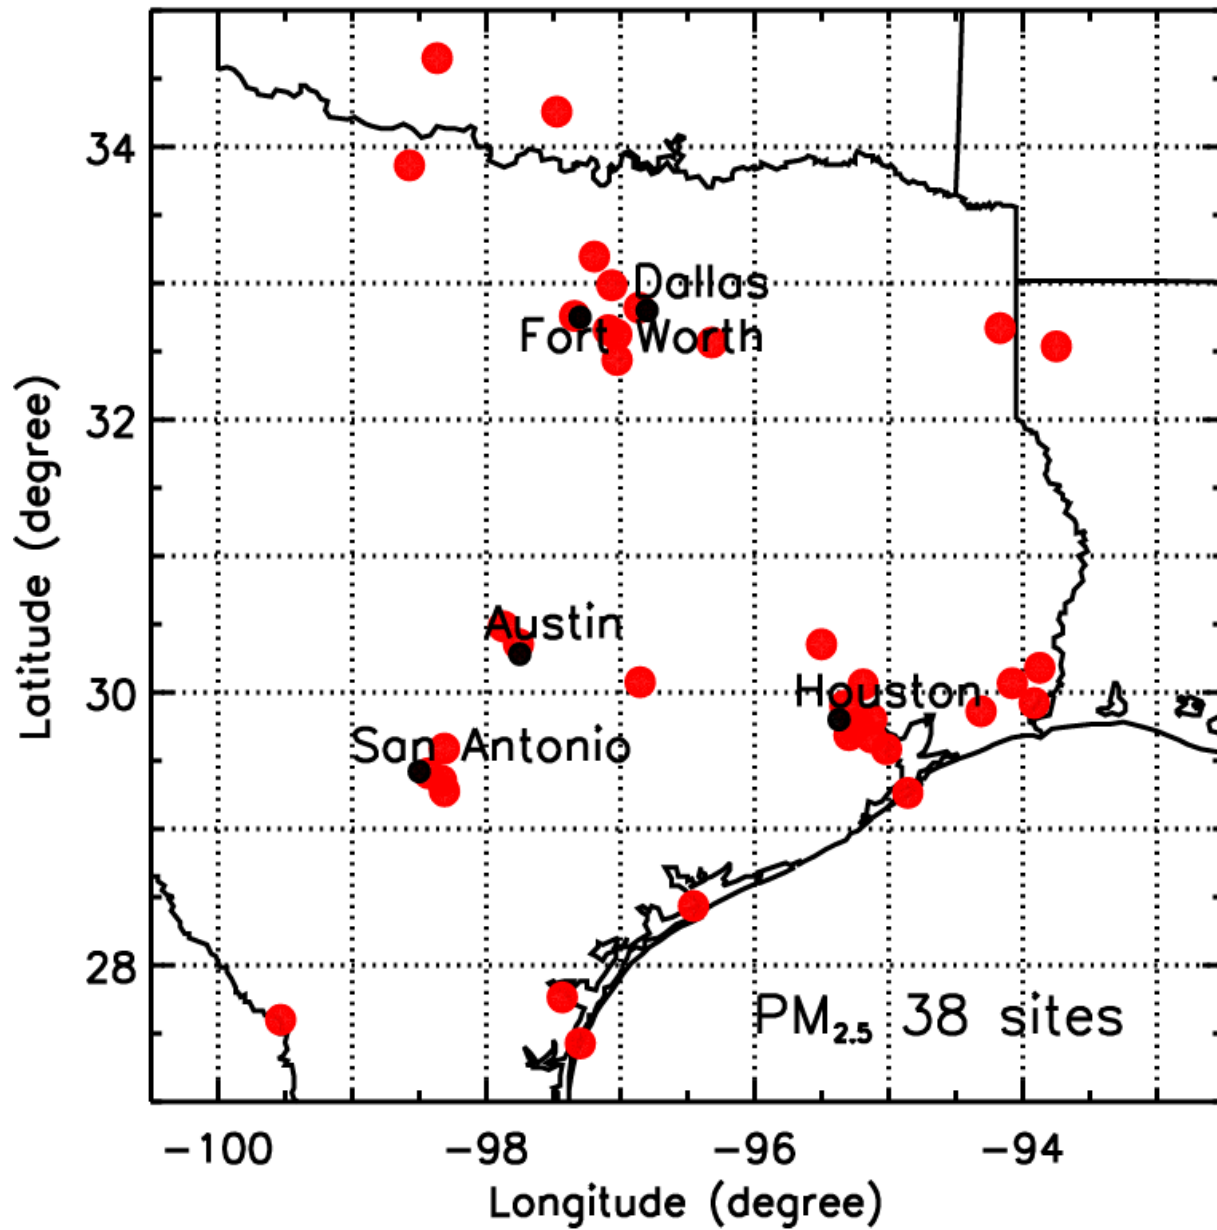 34
Dallas
Fort Worth
32
Austin
30
Houston
San Antonio
28
PM2.5 38 sites
-100
-98
-96
-94
Longitude (degree)
Latitude (degree)